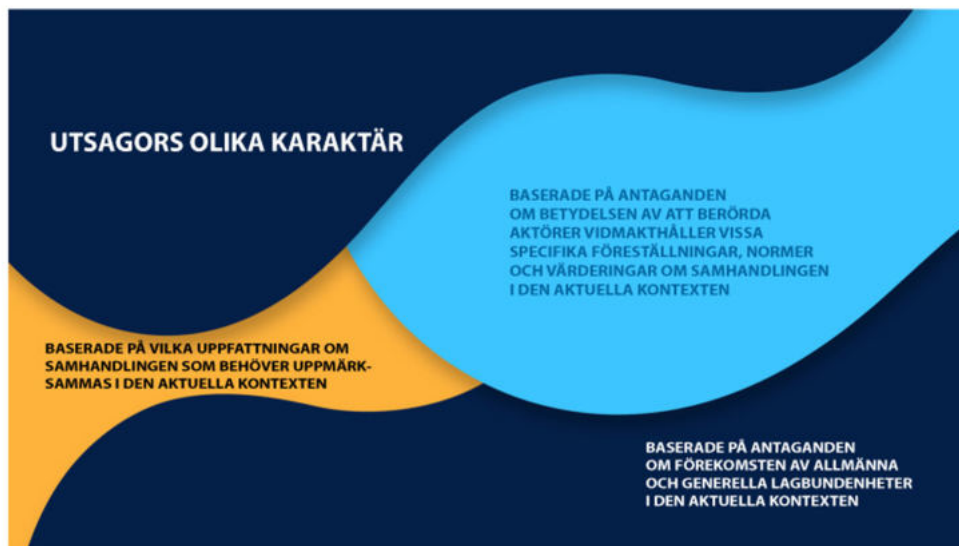 UTSAGORS OLIKA KARAKTÄR
BASERADE PÅ ANTAGANDEN
OM BETYDELSEN AV ATT BERÖRDA
AKTÖRER VIDMAKTHÅLLER VISSA
SPECIFIKA FÖRESTÄLLNINGAR, NORMER
OCH VÄRDERINGAR OM SAMHANDLINGEN
I DEN AKTUELLA KONTEXTEN
BASERADE PÅ VILKA UPPFATTNINGAR OM
SAMHANDLINGEN SOM BEHÖVER UPPMÄRK-
SAMMAS I DEN AKTUELLA KONTEXTEN
BASERADE PÅ ANTAGANDEN
OM FÖREKOMSTEN AV ALLMÄNNA
OCH GENERELLA LAGBUNDENHETER
I DEN AKTUELLA KONTEXTEN